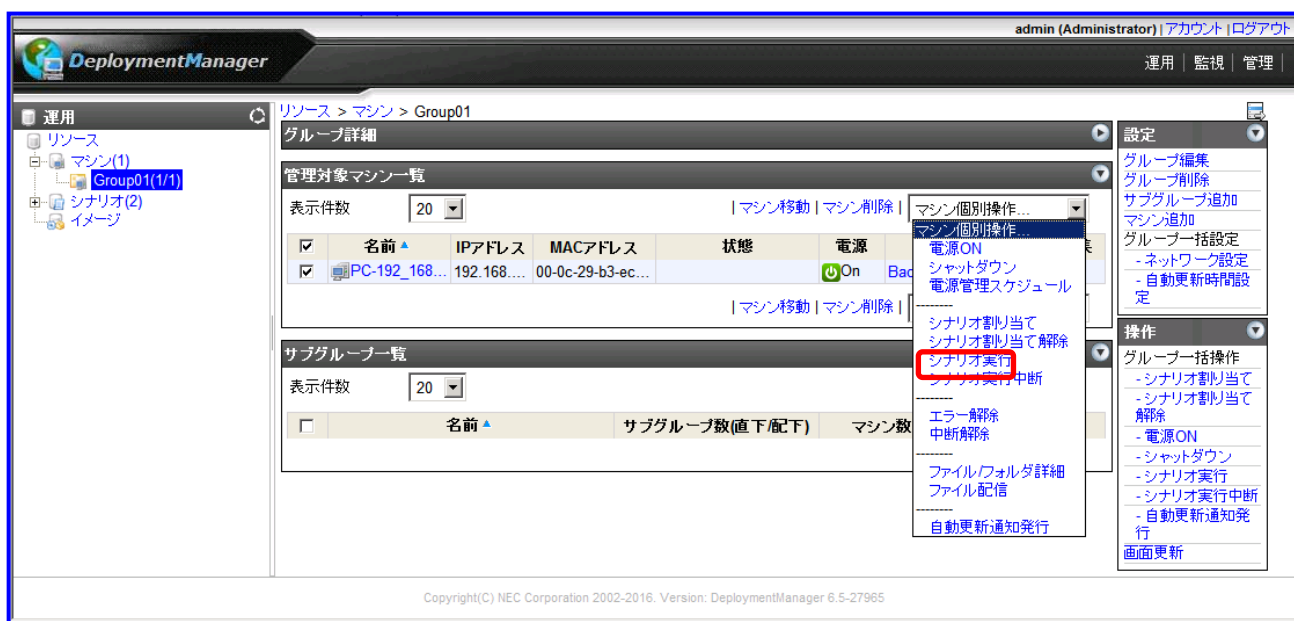 admin (Administrator) | アカウント | ログアウト
DeploymentManager
運用 | 監視 | 管理
運用
リソース
マシン(1)
Group01(1/1)
シナリオ(2)
イメージ
リソース > マシン > Group01
グループ詳細
管理対象マシン一覧
表示件数 20
| マシン移動 | マシン削除 | マシン個別操作...
名前 IPアドレス MACアドレス 状態 電源
PC-192_168... 192.168.... 00-0c-29-b3-ec... On Bac
| マシン移動 | マシン削除 |
マシン個別操作...
電源ON
シャットダウン
電源管理スケジュール
--------
シナリオ割り当て
シナリオ割り当て解除
シナリオ実行
シナリオ実行中断
--------
エラー解除
中断解除
--------
ファイル/フォルダ詳細
ファイル配信
--------
自動更新通知発行
サブグループ一覧
表示件数 20
名前 サブグループ数(直下/配下) マシン数
設定
グループ編集
グループ削除
サブグループ追加
マシン追加
グループ一括設定
- ネットワーク設定
- 自動更新時間設
定
操作
グループ一括操作
- シナリオ割り当て
- シナリオ割り当て
解除
- 電源ON
- シャットダウン
- シナリオ実行
- シナリオ実行中断
- 自動更新通知発
行
画面更新
Copyright(C) NEC Corporation 2002-2016. Version: DeploymentManager 6.5-27965